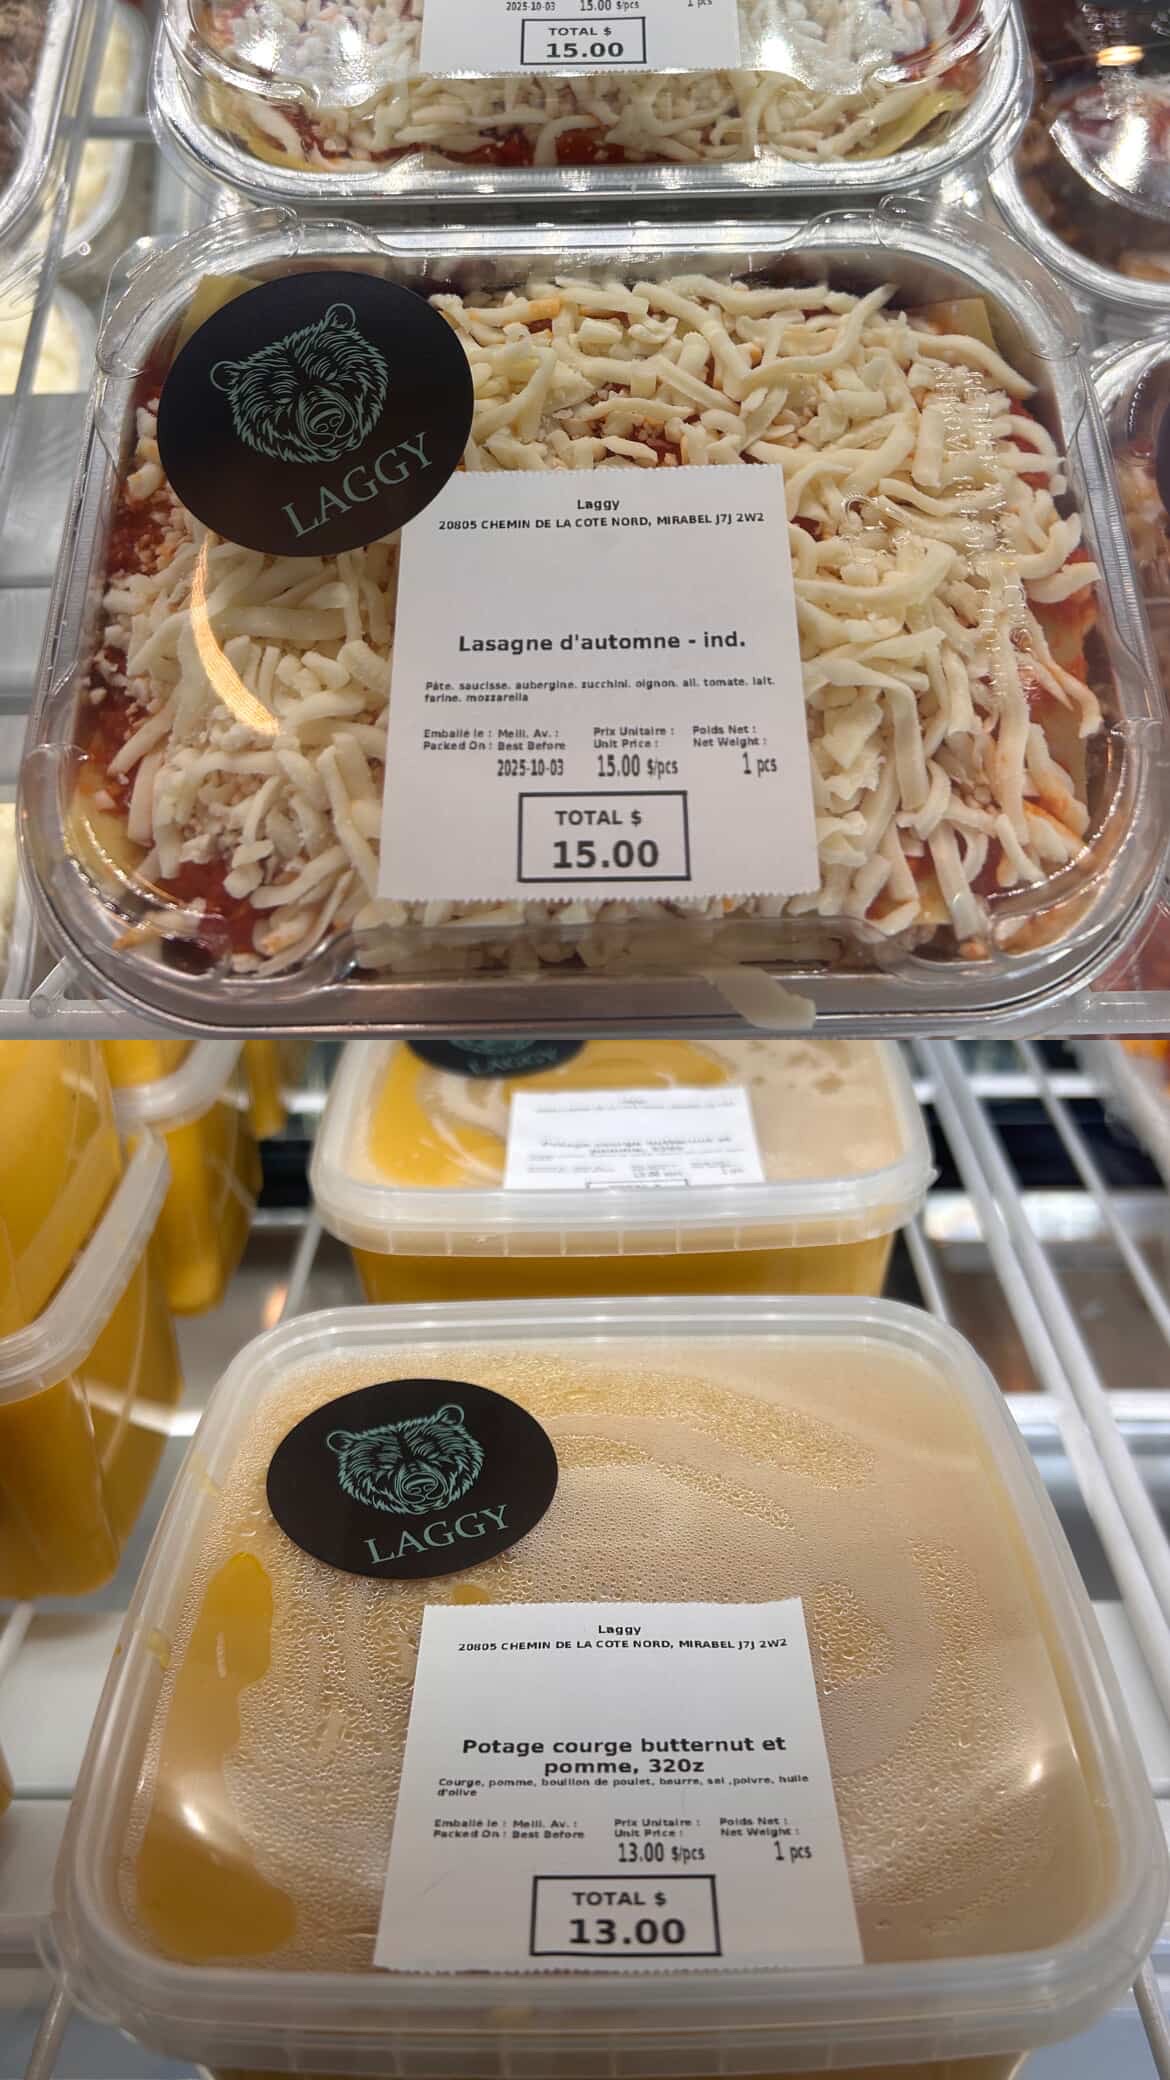 2025-10-03 15.00 $/pcs 1 pcs
TOTAL $
15.00
LAGGY
Laggy
20805 CHEMIN DE LA COTE NORD, MIRABEL J7J 2W2
Lasagne d'automne - ind.
Pâte. saucisse. aubergine. zucchini. oignon. ail. tomate. lait.
farine. mozzarella
Emballé le : Meill. Av. : Prix Unitaire : Poids Net :
Packed On : Best Before Unit Price : Net Weight :
2025-10-03 15.00 $/pcs 1 pcs
TOTAL $
15.00
LAGGY
Potage courge butternut et
LAGGY
Laggy
20805 CHEMIN DE LA COTE NORD, MIRABEL J7J 2W2
Potage courge butternut et
pomme, 320z
Courge, pomme, bouillon de poulet, beurre, sel ,poivre, huile
d'olive
Emballé le : Meill. Av. : Prix Unitaire : Poids Net :
Packed On : Best Before Unit Price : Net Weight :
13.00 $/pcs 1 pcs
TOTAL $
13.00